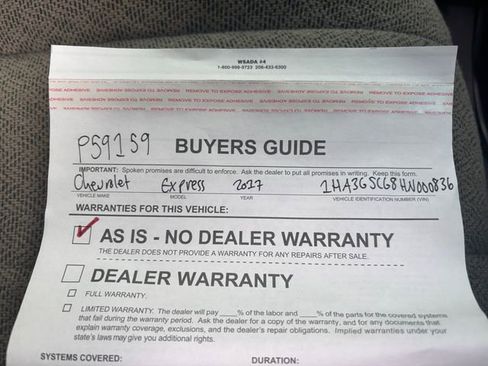 WSADA #4
1-800-998-9723 206-433-6300
REMOVE TO EXPOSE ADHESIVE
P59159 BUYERS GUIDE
IMPORTANT: Spoken promises are difficult to enforce. Ask the dealer to put all promises in writing. Keep this form.
Chevrolet Express 2017 1HA3GSCG8HN000836
VEHICLE MAKE MODEL YEAR VEHICLE IDENTIFICATION NUMBER (VIN)
WARRANTIES FOR THIS VEHICLE:
AS IS - NO DEALER WARRANTY
THE DEALER DOES NOT PROVIDE A WARRANTY FOR ANY REPAIRS AFTER SALE.
DEALER WARRANTY
FULL WARRANTY.
LIMITED WARRANTY. The dealer will pay ____% of the labor and ____% of the parts for the covered systems
that fail during the warranty period. Ask the dealer for a copy of the warranty, and for any documents that
explain warranty coverage, exclusions, and the dealer's repair obligations. Implied warranties under your
state's laws may give you additional rights.
SYSTEMS COVERED: DURATION: